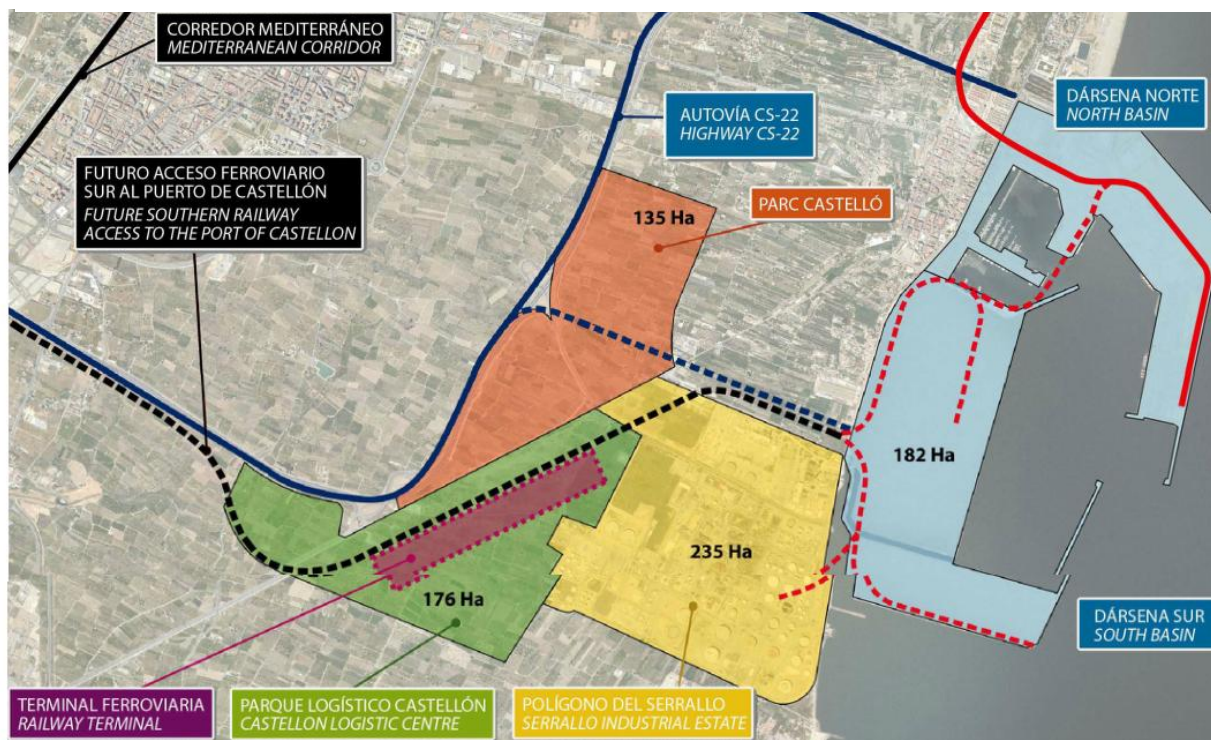 CORREDOR MEDITERRÁNEO
MEDITERRANEAN CORRIDOR
DÁRSENA NORTE
NORTH BASIN
AUTOVÍA CS-22
HIGHWAY CS-22
FUTURO ACCESO FERROVIARIO
SUR AL PUERTO DE CASTELLÓN
FUTURE SOUTHERN RAILWAY
ACCESS TO THE PORT OF CASTELLON
PARC CASTELLÓ
135 Ha
182 Ha
235 Ha
176 Ha
DÁRSENA SUR
SOUTH BASIN
TERMINAL FERROVIARIA
RAILWAY TERMINAL
PARQUE LOGÍSTICO CASTELLÓN
CASTELLON LOGISTIC CENTRE
POLÍGONO DEL SERRALLO
SERRALLO INDUSTRIAL ESTATE